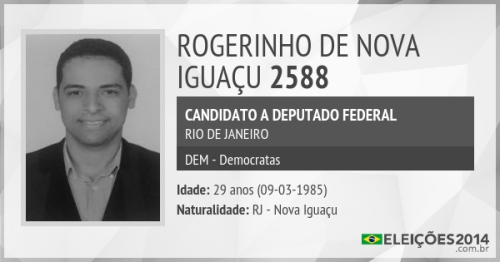 ROGERINHO DE NOVA
IGUAÇU 2588
CANDIDATO A DEPUTADO FEDERAL
RIO DE JANEIRO
DEM - Democratas
Idade: 29 anos (09-03-1985)
Naturalidade: RJ - Nova Iguaçu
ELEIÇÕES2014
.com.br